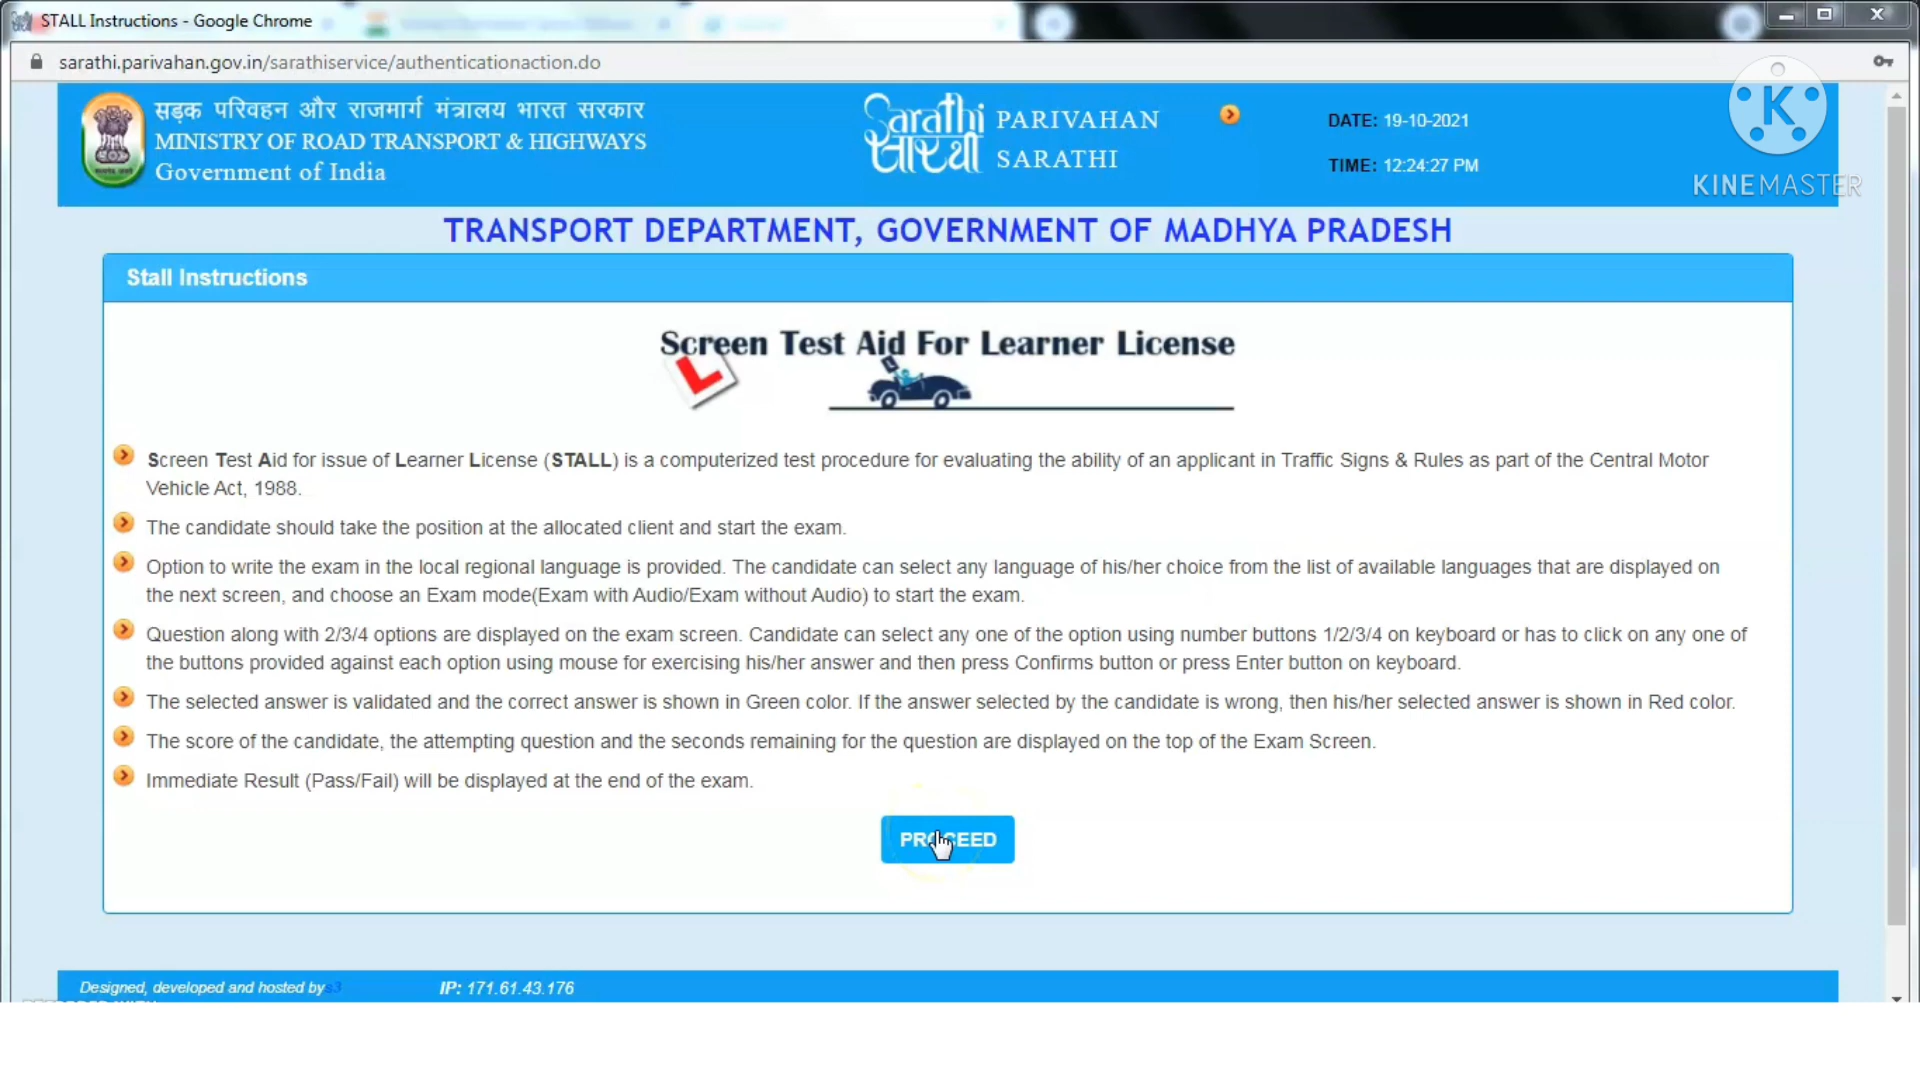 STALL Instructions - Google Chrome
sarathi.parivahan.gov.in/sarathiservice/authenticationaction.do
सड़क परिवहन और राजमार्ग मंत्रालय भारत सरकार
MINISTRY OF ROAD TRANSPORT & HIGHWAYS
Government of India
Sarathi
सारथी
PARIVAHAN
SARATHI
DATE: 19-10-2021
TIME: 12:24:27 PM
K
KINEMASTER
TRANSPORT DEPARTMENT, GOVERNMENT OF MADHYA PRADESH
Stall Instructions
Screen Test Aid For Learner License
L
Screen Test Aid for issue of Learner License (STALL) is a computerized test procedure for evaluating the ability of an applicant in Traffic Signs & Rules as part of the Central Motor
Vehicle Act, 1988.
The candidate should take the position at the allocated client and start the exam.
Option to write the exam in the local regional language is provided. The candidate can select any language of his/her choice from the list of available languages that are displayed on
the next screen, and choose an Exam mode(Exam with Audio/Exam without Audio) to start the exam.
Question along with 2/3/4 options are displayed on the exam screen. Candidate can select any one of the option using number buttons 1/2/3/4 on keyboard or has to click on any one of
the buttons provided against each option using mouse for exercising his/her answer and then press Confirms button or press Enter button on keyboard.
The selected answer is validated and the correct answer is shown in Green color. If the answer selected by the candidate is wrong, then his/her selected answer is shown in Red color.
The score of the candidate, the attempting question and the seconds remaining for the question are displayed on the top of the Exam Screen.
Immediate Result (Pass/Fail) will be displayed at the end of the exam.
PROCEED
Designed, developed and hosted by s3
IP: 171.61.43.176